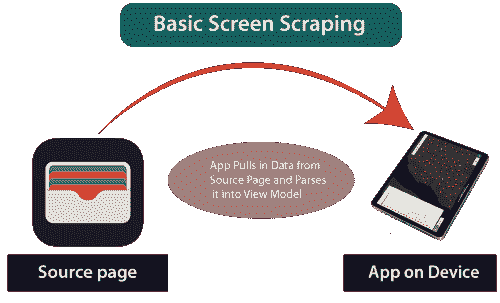 Basic Screen Scraping
App Pulls in Data from
Source Page and Parses
it into View Model
Source page
App on Device